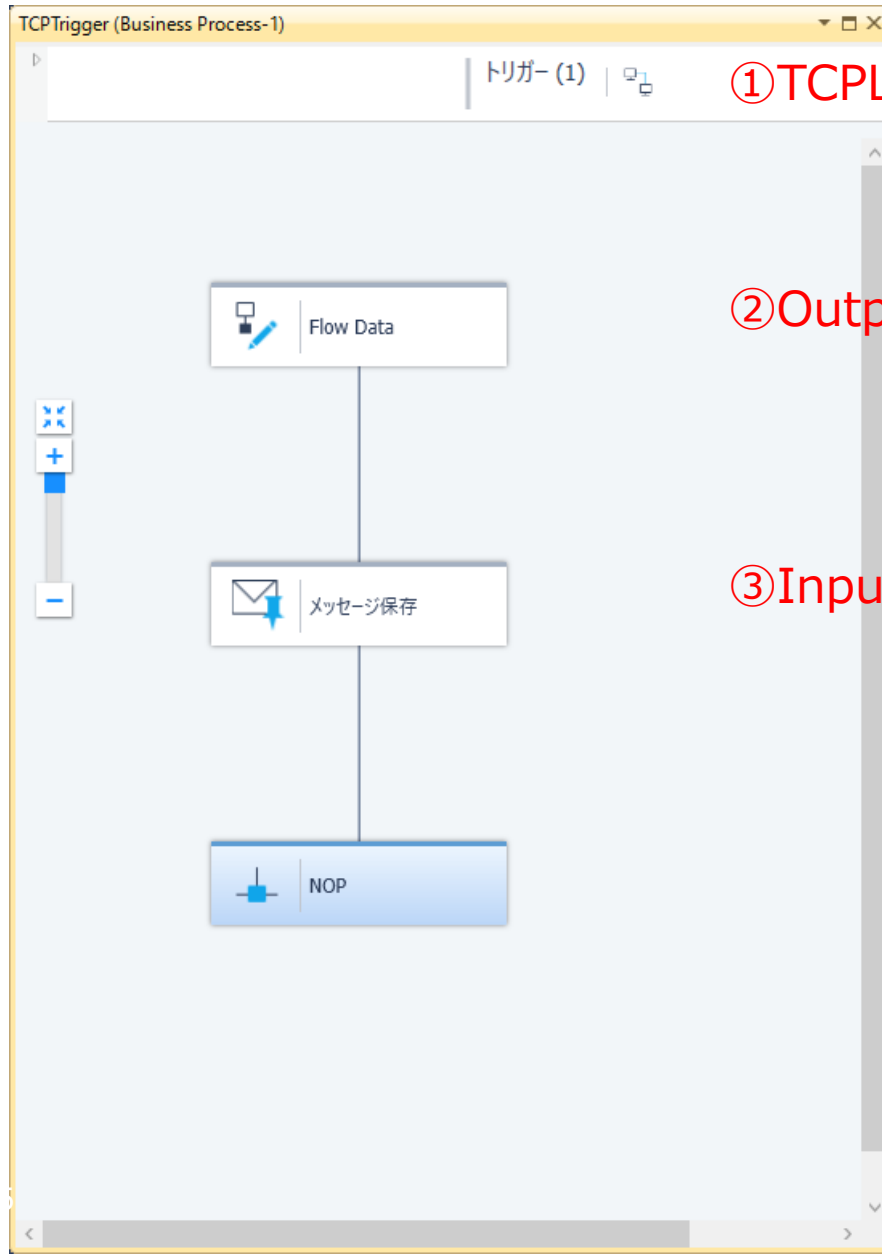 TCPTrigger (Business Process-1)
トリガー (1)
①TCPL
②Outp
Flow Data
③Inpu
メッセージ保存
NOP